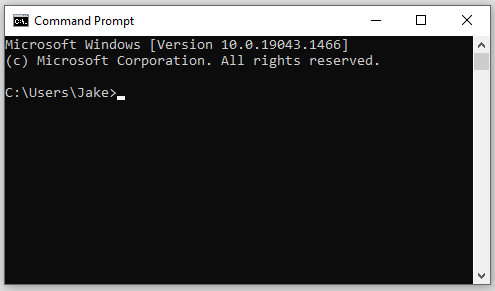 Command Prompt
Microsoft Windows [Version 10.0.19043.1466]
(c) Microsoft Corporation. All rights reserved.
C:\Users\Jake>